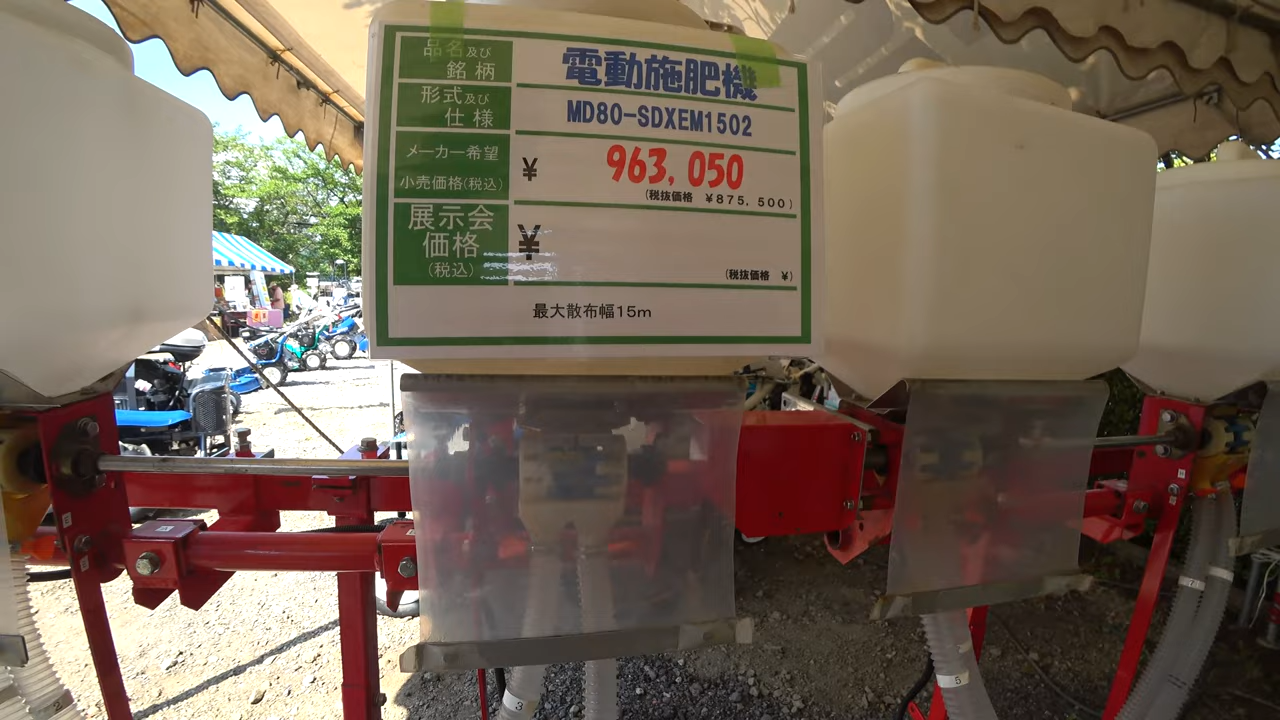 品名及び
銘柄
電動施肥機
形式及び
仕様
MD80-SDXEM1502
メーカー希望
小売価格(税込)
¥
963,050
(税抜価格 ¥875,500)
展示会
価格
(税込)
¥
(税抜価格 ¥)
最大散布幅15m
3
5